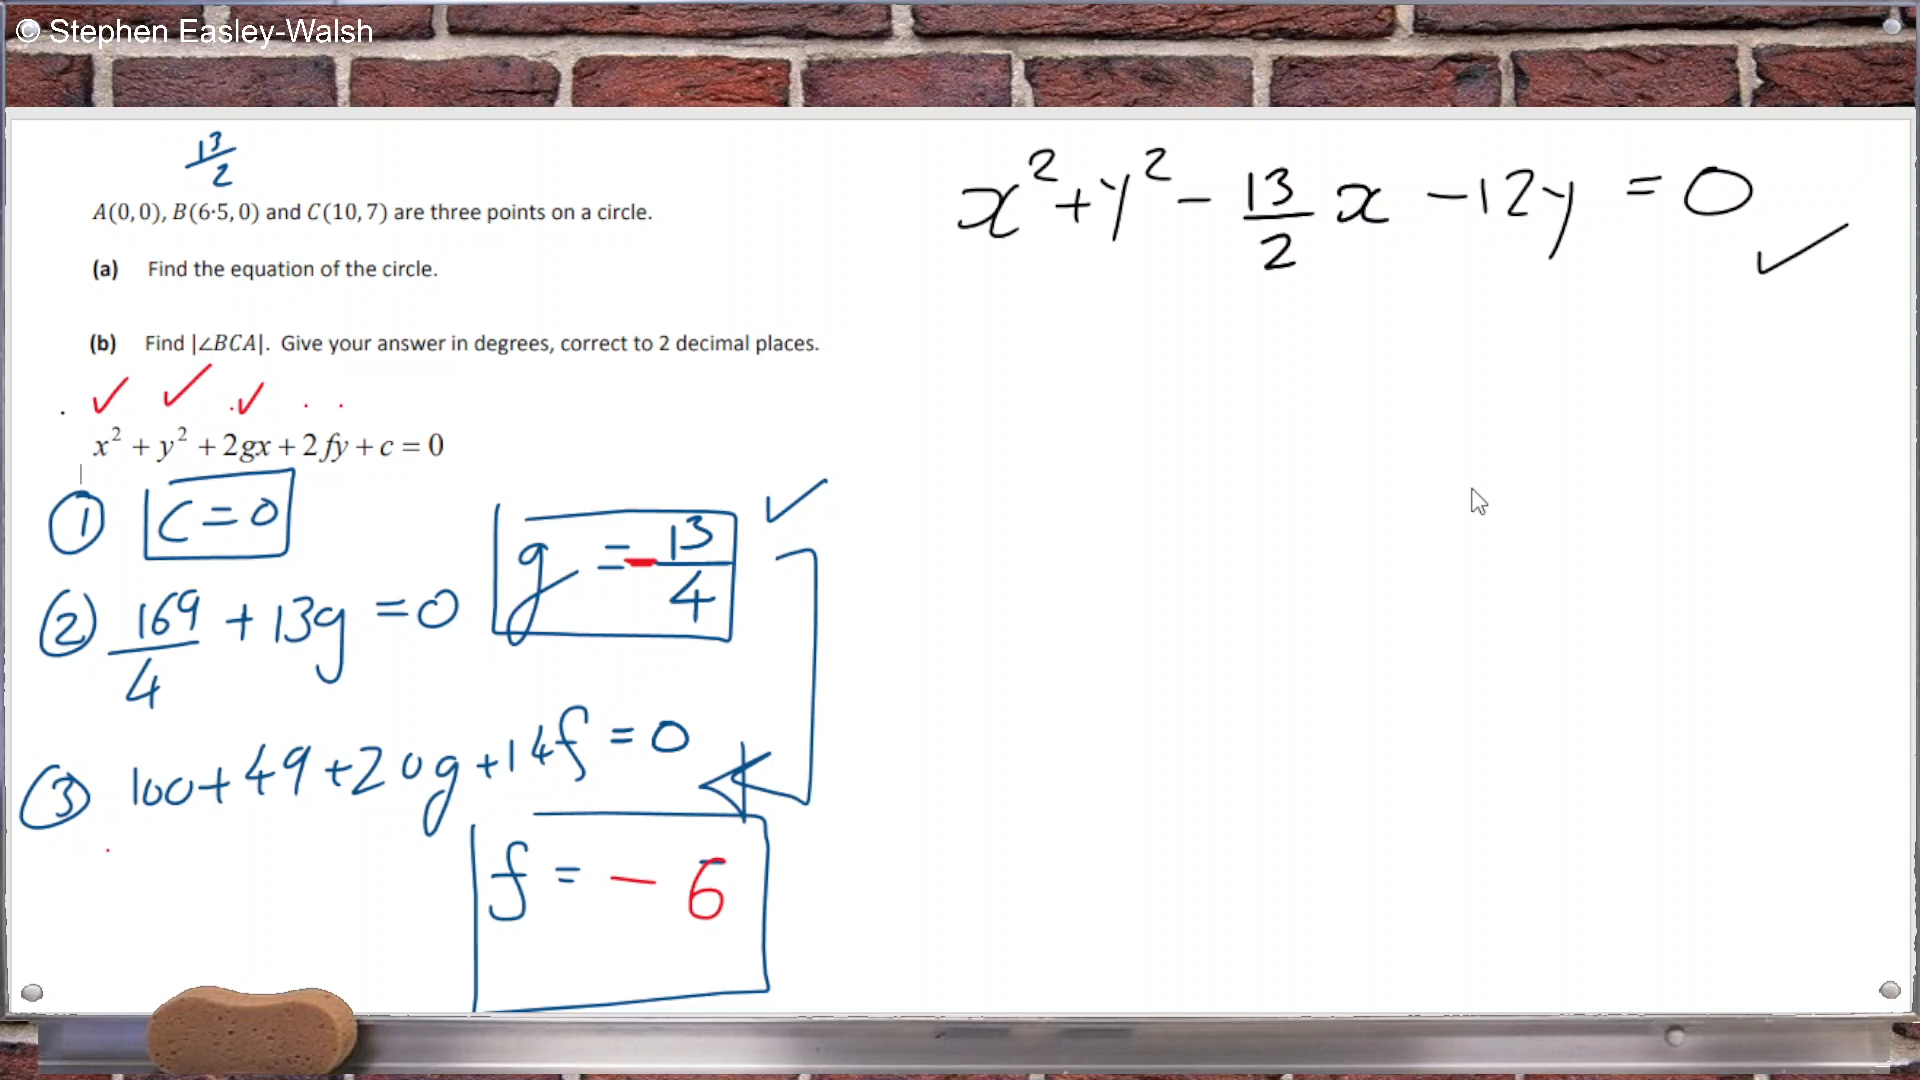 © Stephen Easley-Walsh
13/2
A(0,0), B(6·5,0) and C(10,7) are three points on a circle.
(a) Find the equation of the circle.
(b) Find |∠BCA|. Give your answer in degrees, correct to 2 decimal places.
✓ ✓ ✓
x² + y² + 2gx + 2fy + c = 0
① C = 0
g = -13/4 ✓
② 169/4 + 13g = 0
③ 100 + 49 + 20g + 14f = 0
f = - 6
x² + y² - 13/2 x - 12y = 0 ✓